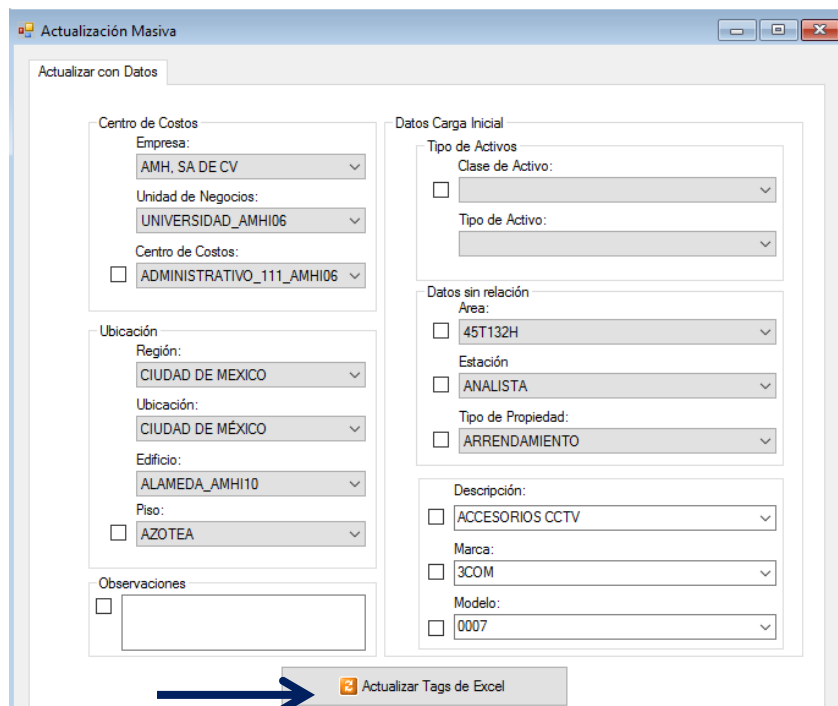 Actualización Masiva
Actualizar con Datos
Centro de Costos
Empresa:
AMH, SA DE CV
Unidad de Negocios:
UNIVERSIDAD_AMHI06
Centro de Costos:
ADMINISTRATIVO_111_AMHI06
Ubicación
Región:
CIUDAD DE MEXICO
Ubicación:
CIUDAD DE MÉXICO
Edificio:
ALAMEDA_AMHI10
Piso:
AZOTEA
Observaciones
Datos Carga Inicial
Tipo de Activos
Clase de Activo:
Tipo de Activo:
Datos sin relación
Area:
45T132H
Estación
ANALISTA
Tipo de Propiedad:
ARRENDAMIENTO
Descripción:
ACCESORIOS CCTV
Marca:
3COM
Modelo:
0007
Actualizar Tags de Excel